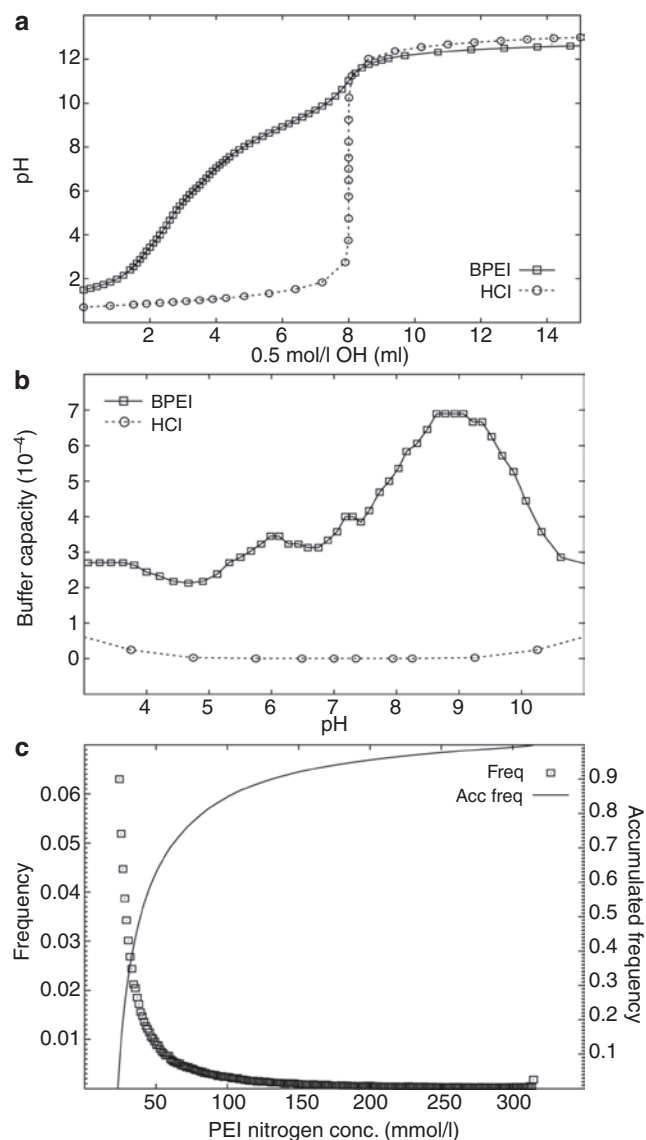 a
12
10
8
6
4
2
pH
BPEI
HCl
2 4 6 8 10 12 14
0.5 mol/l OH (ml)
b
BPEI
HCl
7
6
5
4
3
2
1
0
Buffer capacity (10⁻⁴)
4 5 6 7 8 9 10
pH
c
Freq
Acc freq
0.06
0.05
0.04
0.03
0.02
0.01
Frequency
0.9
0.8
0.7
0.6
0.5
0.4
0.3
0.2
0.1
Accumulated frequency
50 100 150 200 250 300
PEI nitrogen conc. (mmol/l)